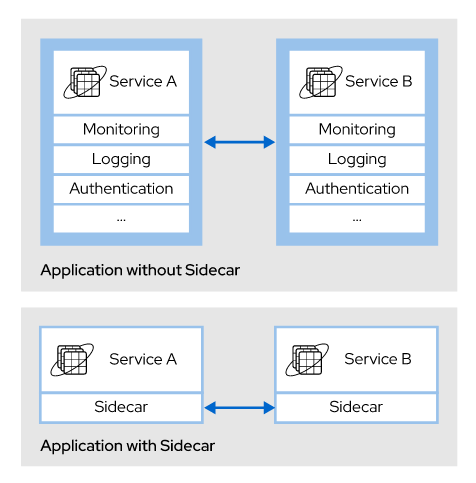 Service A
Service B
Monitoring
Monitoring
Logging
Logging
Authentication
Authentication
...
...
Application without Sidecar
Service A
Service B
Sidecar
Sidecar
Application with Sidecar